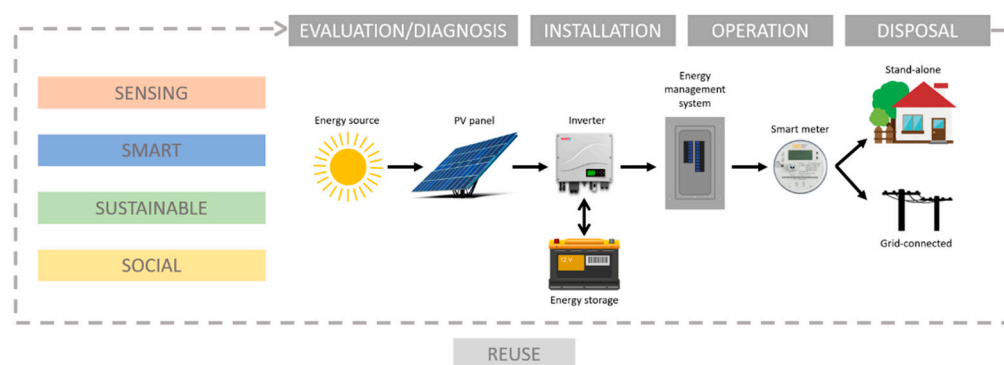 EVALUATION/DIAGNOSIS
INSTALLATION
OPERATION
DISPOSAL
SENSING
SMART
SUSTAINABLE
SOCIAL
Energy source
PV panel
Inverter
Energy
management
system
Smart meter
Stand-alone
Grid-connected
12 V
Energy storage
REUSE